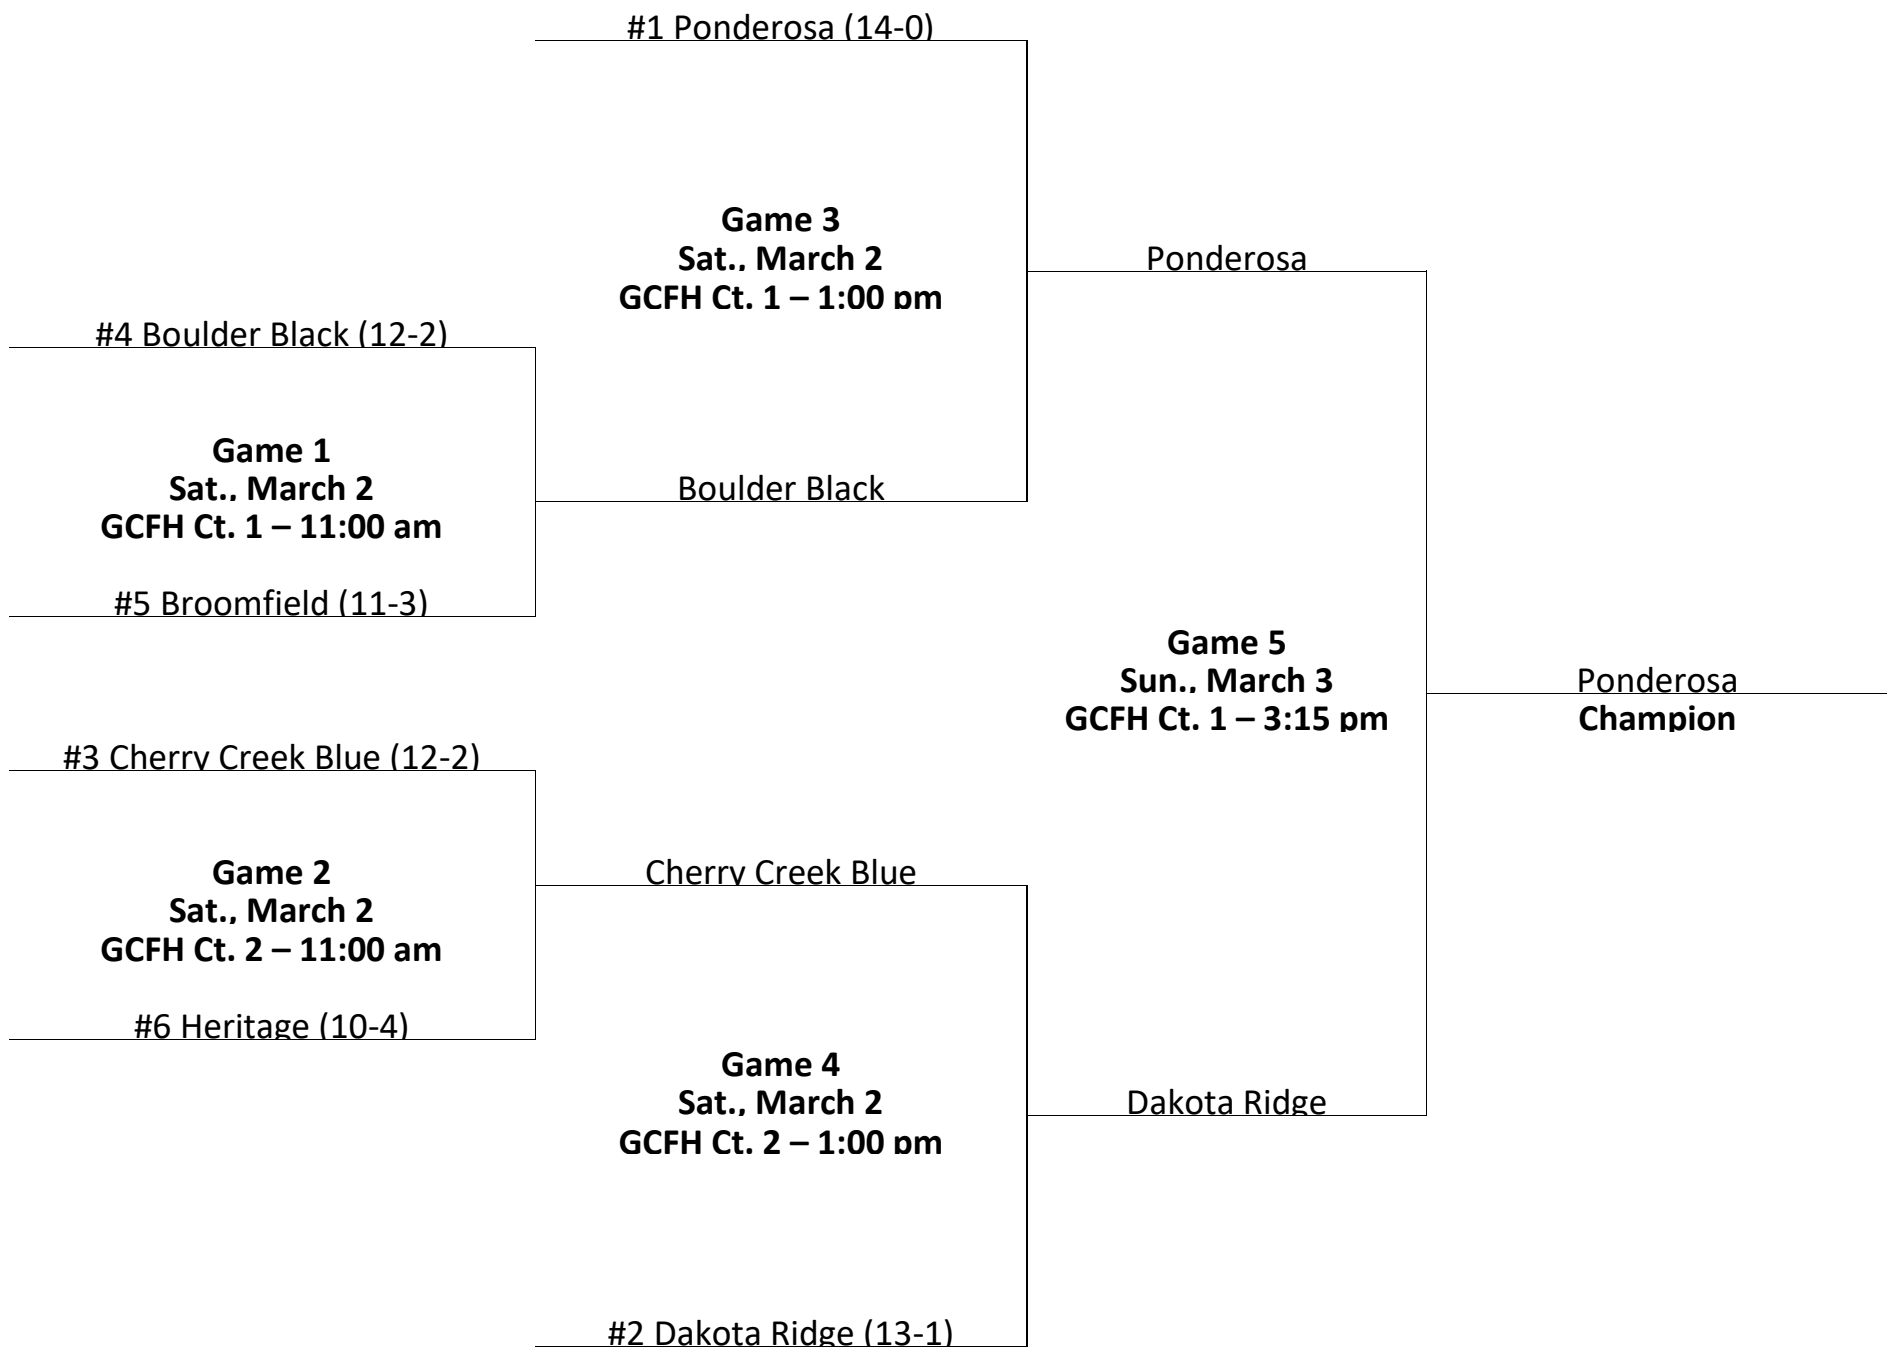 #1 Ponderosa (14-0)
Game 3
Sat., March 2
GCFH Ct. 1 – 1:00 pm
Ponderosa
#4 Boulder Black (12-2)
Game 1
Sat., March 2
GCFH Ct. 1 – 11:00 am
Boulder Black
#5 Broomfield (11-3)
Game 5
Sun., March 3
GCFH Ct. 1 – 3:15 pm
Ponderosa
Champion
#3 Cherry Creek Blue (12-2)
Game 2
Sat., March 2
GCFH Ct. 2 – 11:00 am
Cherry Creek Blue
#6 Heritage (10-4)
Game 4
Sat., March 2
GCFH Ct. 2 – 1:00 pm
Dakota Ridge
#2 Dakota Ridge (13-1)